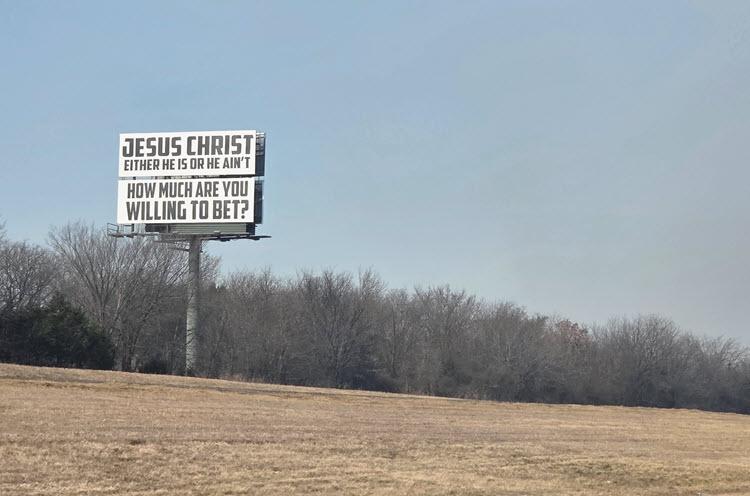 JESUS CHRIST
EITHER HE IS OR HE AIN'T
HOW MUCH ARE YOU
WILLING TO BET?